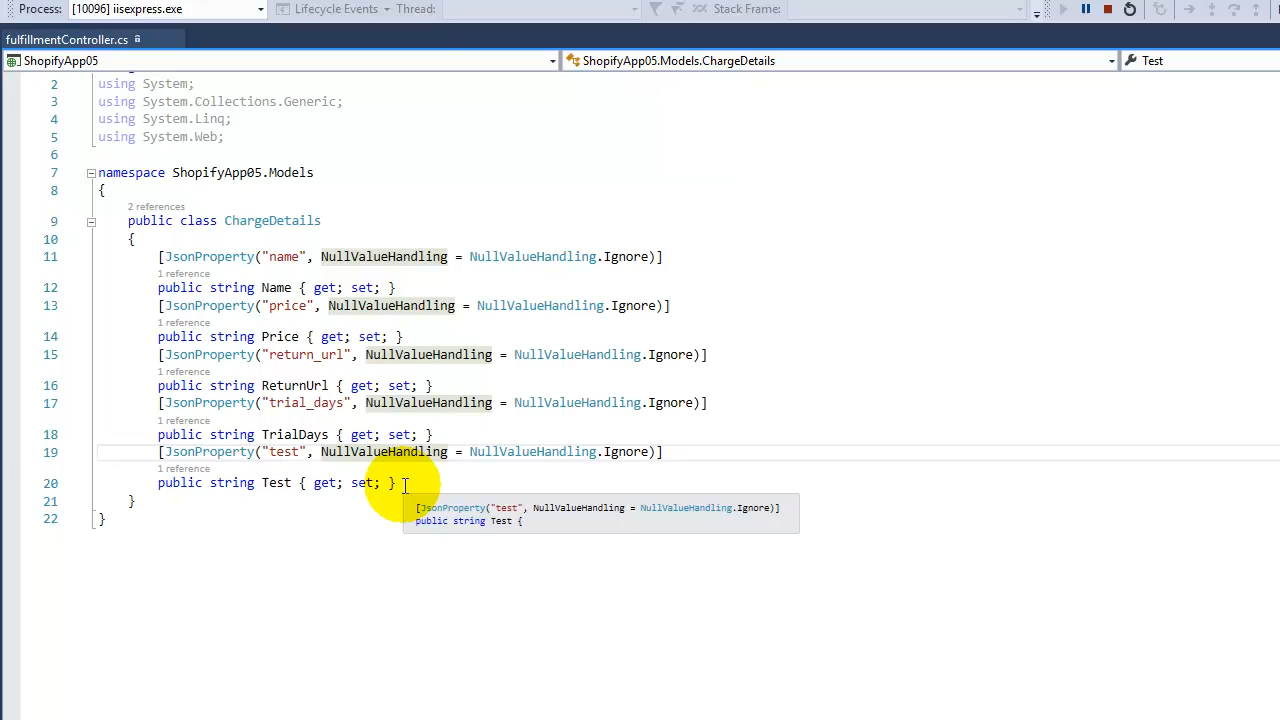 Process: [10096] iisexpress.exe Lifecycle Events Thread: Stack Frame:
fulfillmentController.cs
ShopifyApp05 ShopifyApp05.Models.ChargeDetails Test
2 using System;
3 using System.Collections.Generic;
4 using System.Linq;
5 using System.Web;
6
7 namespace ShopifyApp05.Models
8 {
2 references
9 public class ChargeDetails
10 {
11 [JsonProperty("name", NullValueHandling = NullValueHandling.Ignore)]
1 reference
12 public string Name { get; set; }
13 [JsonProperty("price", NullValueHandling = NullValueHandling.Ignore)]
1 reference
14 public string Price { get; set; }
15 [JsonProperty("return_url", NullValueHandling = NullValueHandling.Ignore)]
1 reference
16 public string ReturnUrl { get; set; }
17 [JsonProperty("trial_days", NullValueHandling = NullValueHandling.Ignore)]
1 reference
18 public string TrialDays { get; set; }
19 [JsonProperty("test", NullValueHandling = NullValueHandling.Ignore)]
1 reference
20 public string Test { get; set; }
21 }
22 }
[JsonProperty("test", NullValueHandling = NullValueHandling.Ignore)]
public string Test {